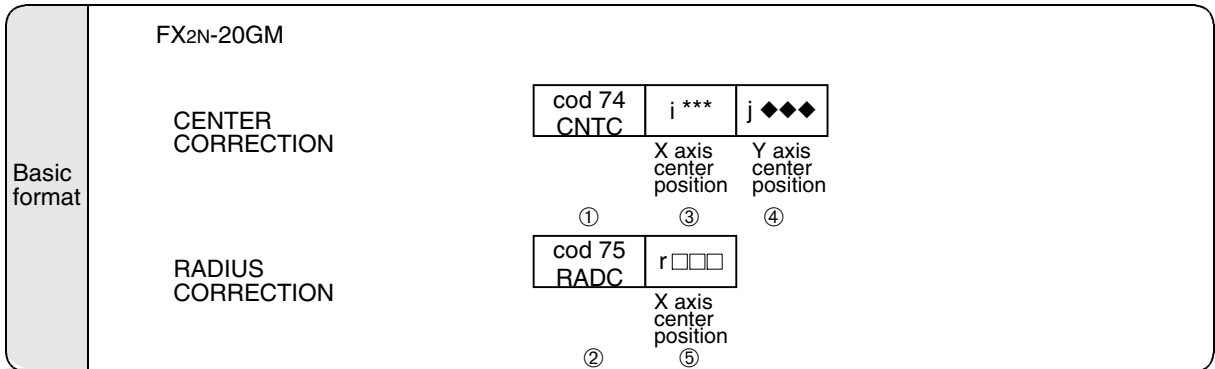 FX2N-20GM
Basic
format
CENTER
CORRECTION
cod 74
CNTC
i ***
j ◆◆◆
X axis
center
position
Y axis
center
position
① ③ ④
RADIUS
CORRECTION
cod 75
RADC
r □□□
X axis
center
position
② ⑤